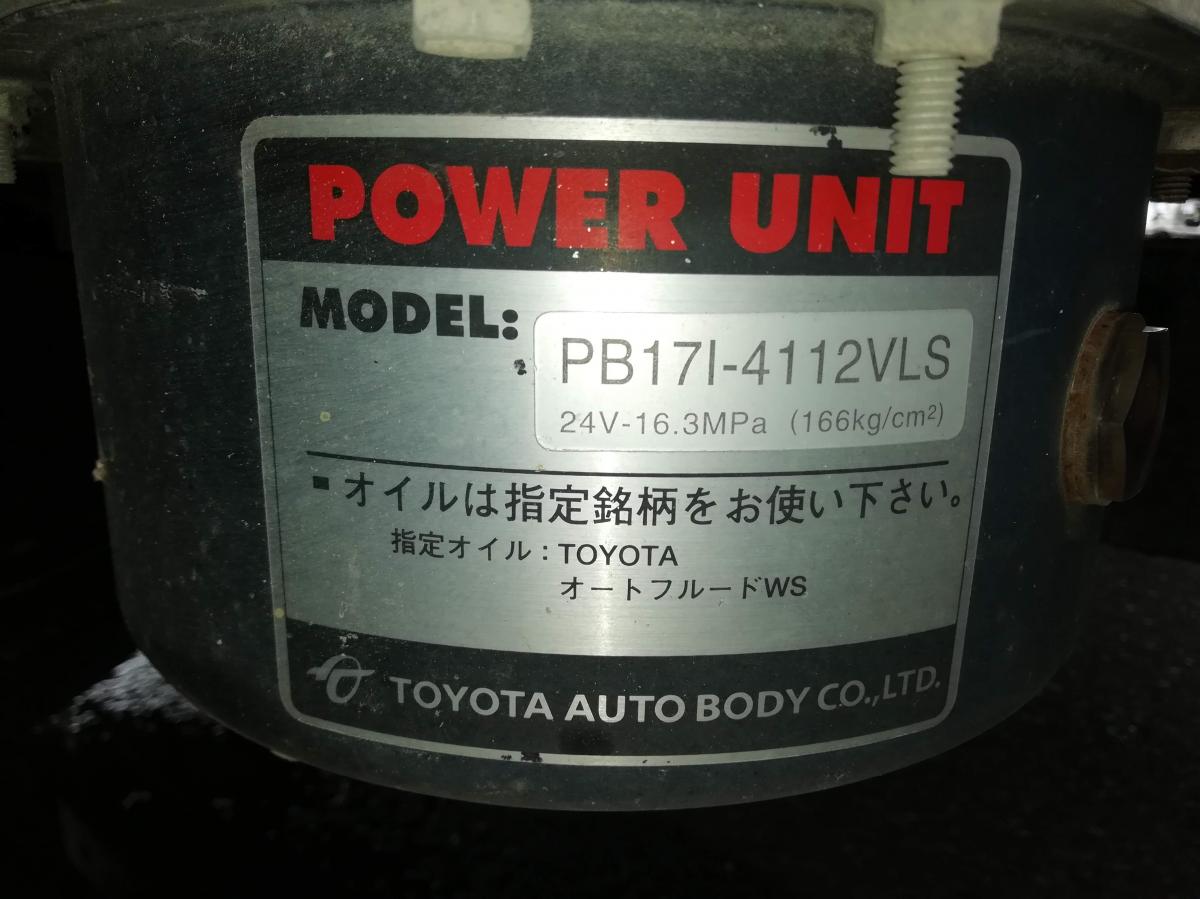 POWER UNIT
MODEL:
PB17I-4112VLS
24V-16.3MPa (166kg/cm²)
▪オイルは指定銘柄をお使い下さい。
指定オイル：TOYOTA
オートフルードWS
TOYOTA AUTO BODY CO.,LTD.